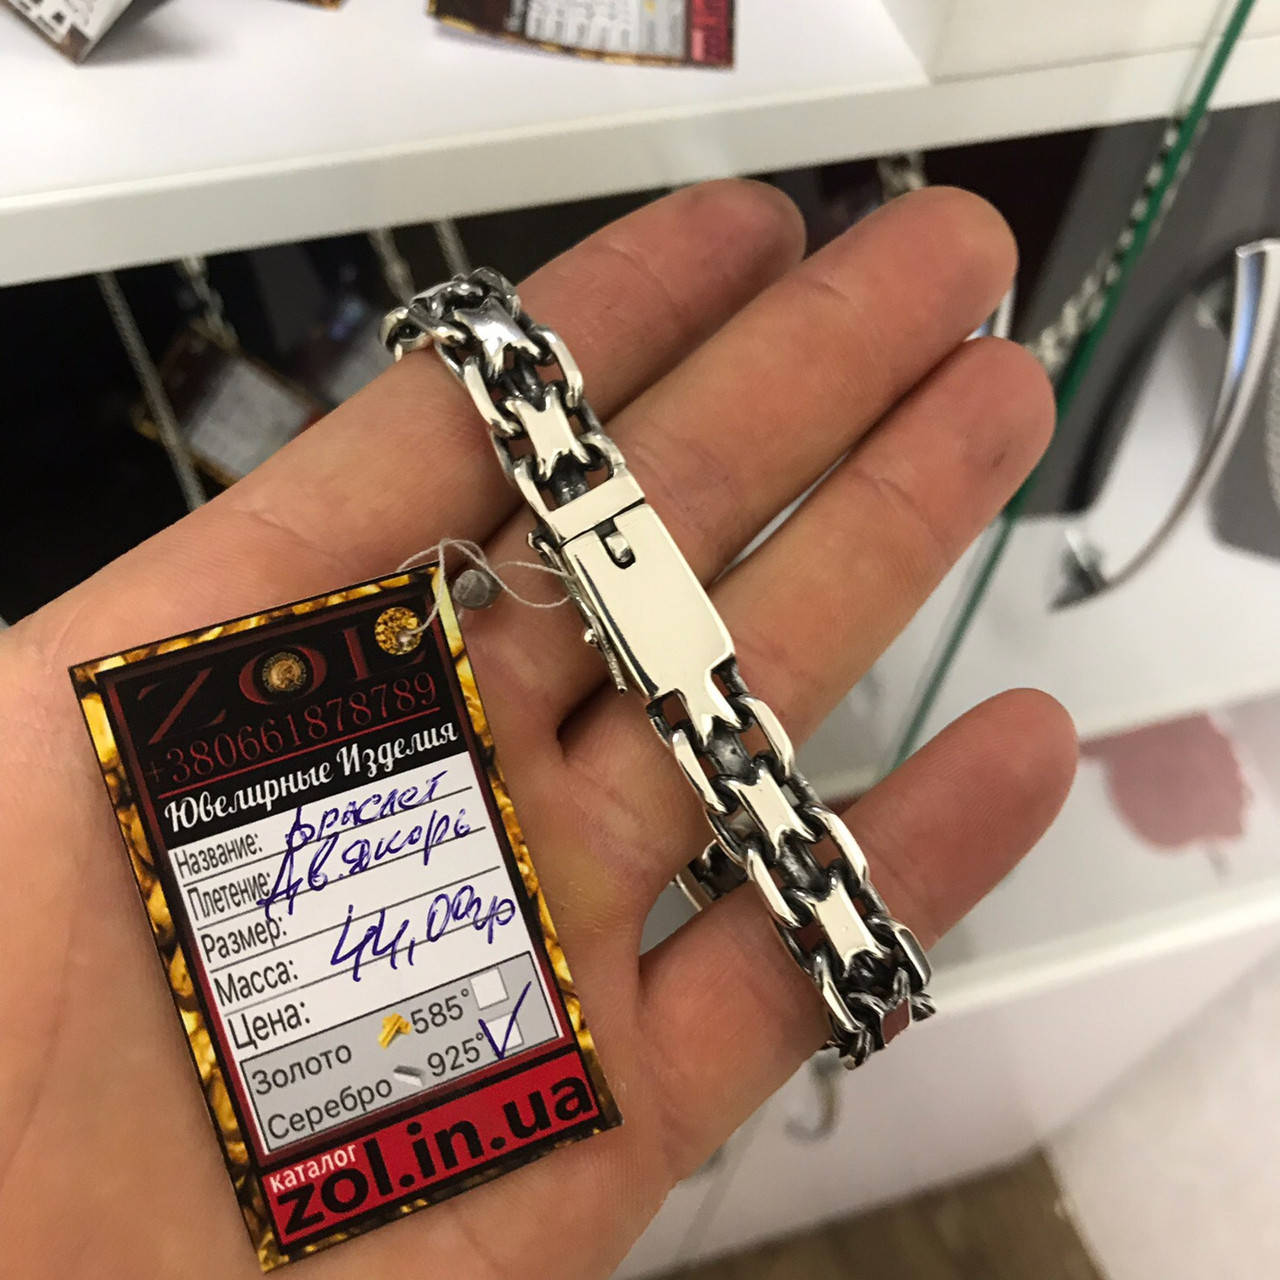 ZOL
+380661878789
Ювелирные Изделия
Название: браслет
Плетение: Дв. якорь
Размер:
Масса: 44,00гр
Цена:
Золото 585°
Серебро 925° ✓
каталог
zol.in.ua